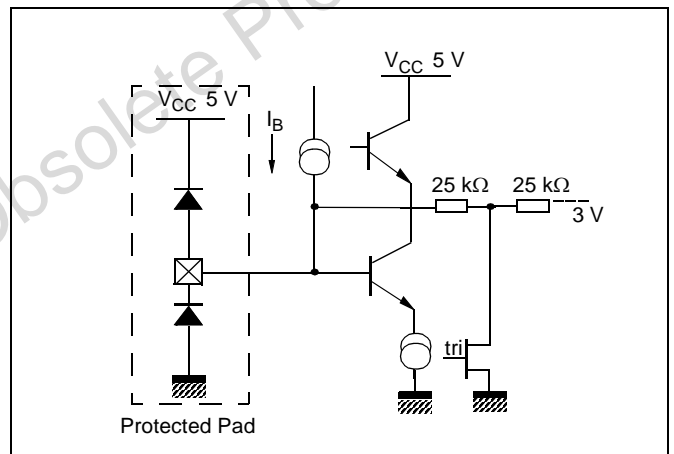 Obsolete Pro
V_CC 5 V
V_CC 5 V
I_B
25 kΩ 25 kΩ
3 V
tri
Protected Pad